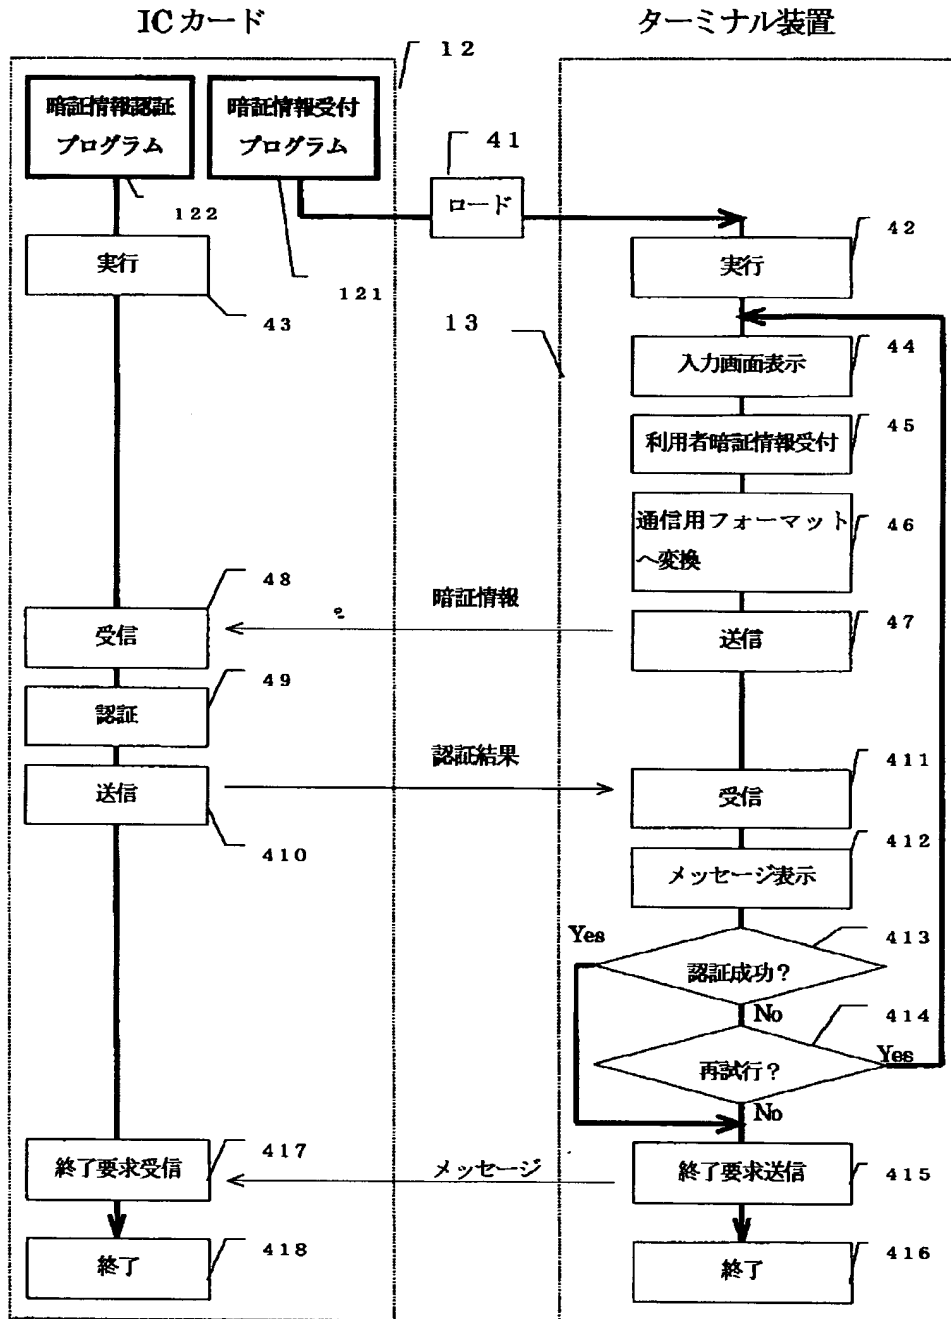 ICカード
ターミナル装置
12
暗証情報認証
プログラム
暗証情報受付
プログラム
41
ロード
122
42
実行
実行
121
43
13
44
入力画面表示
45
利用者暗証情報受付
通信用フォーマット
へ変換
46
48
暗証情報
受信
送信
47
49
認証
認証結果
411
送信
受信
410
412
メッセージ表示
Yes
413
認証成功?
No
414
再試行?
Yes
No
417
終了要求受信
メッセージ
終了要求送信
415
終了
418
終了
416